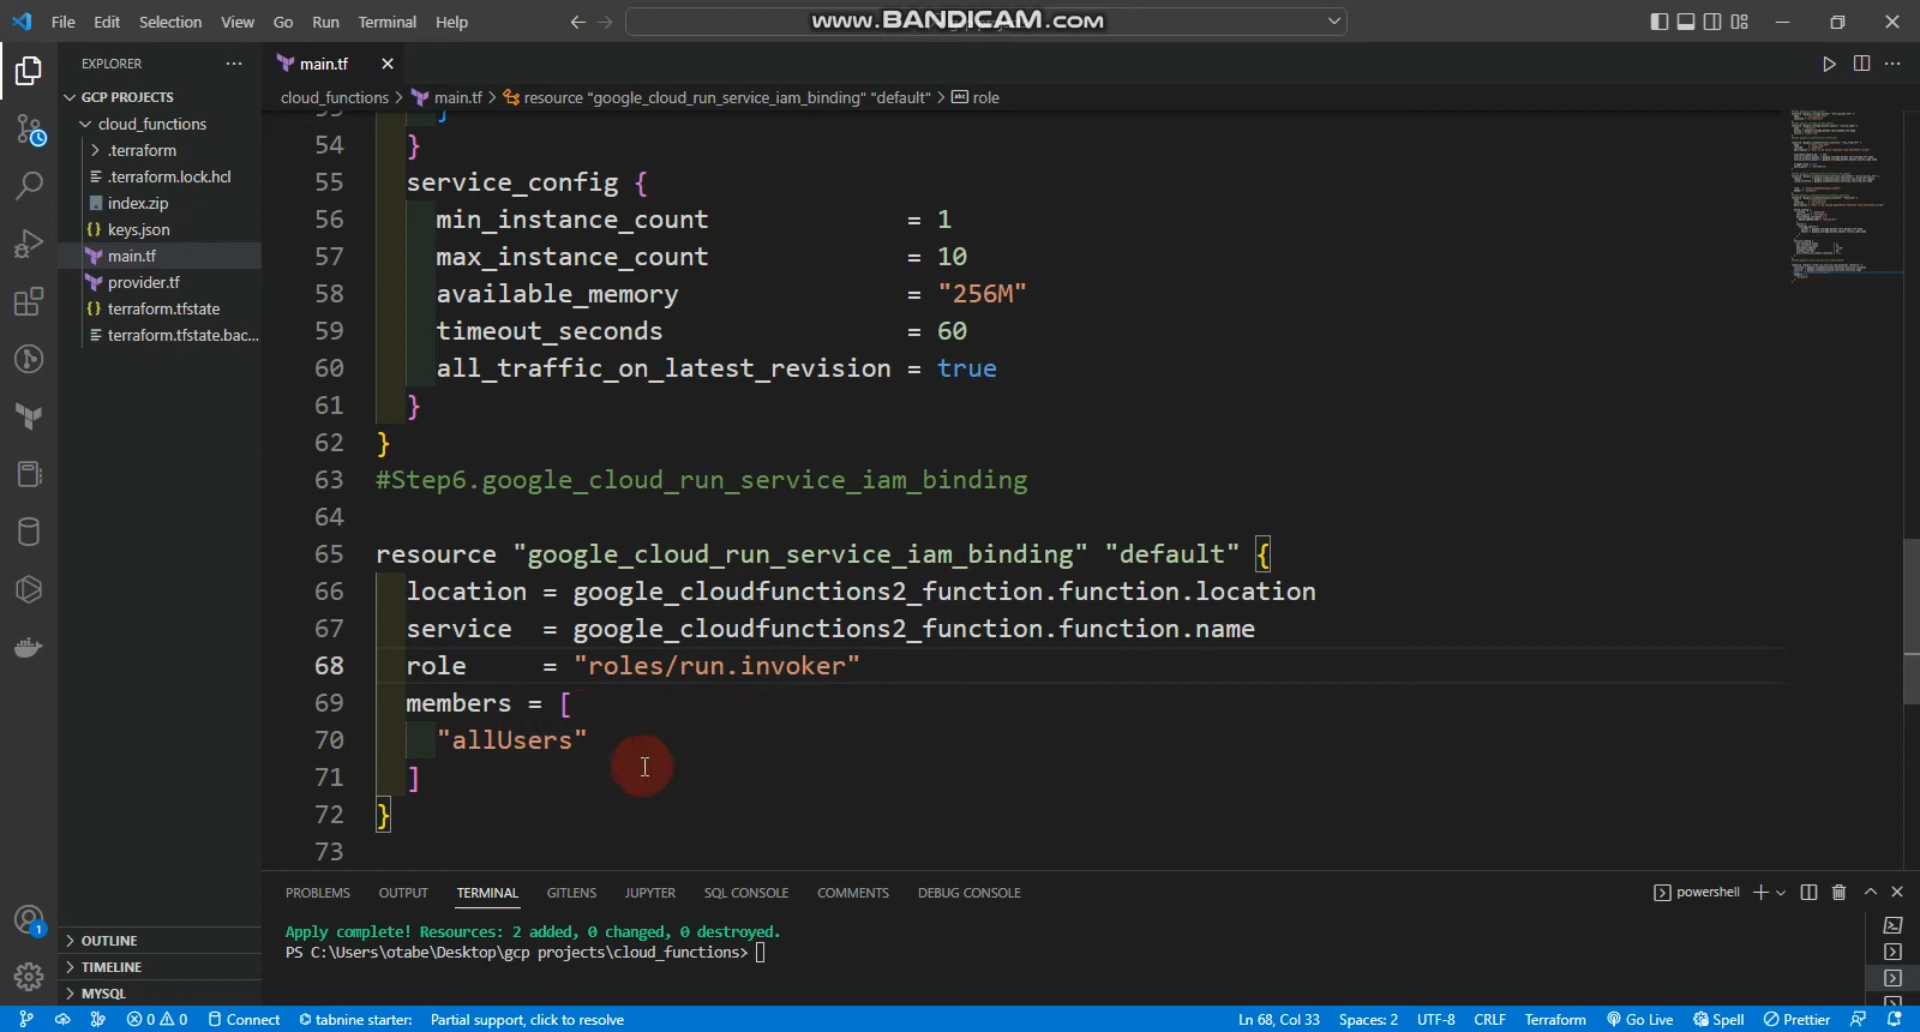 File Edit Selection View Go Run Terminal Help
www.BANDICAM.com
EXPLORER
main.tf
GCP PROJECTS
cloud_functions > main.tf > resource "google_cloud_run_service_iam_binding" "default" > role
cloud_functions
.terraform
.terraform.lock.hcl
index.zip
keys.json
main.tf
provider.tf
terraform.tfstate
terraform.tfstate.bac...
54 }
55 service_config {
56 min_instance_count = 1
57 max_instance_count = 10
58 available_memory = "256M"
59 timeout_seconds = 60
60 all_traffic_on_latest_revision = true
61 }
62 }
63 #Step6.google_cloud_run_service_iam_binding
64
65 resource "google_cloud_run_service_iam_binding" "default" {
66 location = google_cloudfunctions2_function.function.location
67 service = google_cloudfunctions2_function.function.name
68 role = "roles/run.invoker"
69 members = [
70 "allUsers"
71 ]
72 }
73
PROBLEMS OUTPUT TERMINAL GITLENS JUPYTER SQL CONSOLE COMMENTS DEBUG CONSOLE
powershell
Apply complete! Resources: 2 added, 0 changed, 0 destroyed.
PS C:\Users\otabe\Desktop\gcp projects\cloud_functions>
1
OUTLINE
TIMELINE
MYSQL
0 0 Connect tabnine starter: Partial support, click to resolve
Ln 68, Col 33 Spaces: 2 UTF-8 CRLF Terraform Go Live Spell Prettier